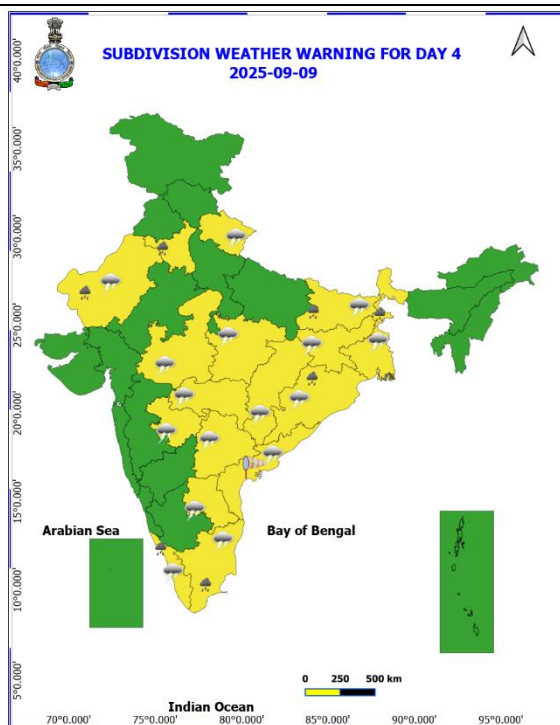 SUBDIVISION WEATHER WARNING FOR DAY 4
2025-09-09
40°0.000'
35°0.000'
30°0.000'
25°0.000'
20°0.000'
15°0.000'
10°0.000'
5°0.000'
Arabian Sea
Bay of Bengal
0 250 500 km
Indian Ocean
70°0.000' 75°0.000' 80°0.000' 85°0.000' 90°0.000' 95°0.000'